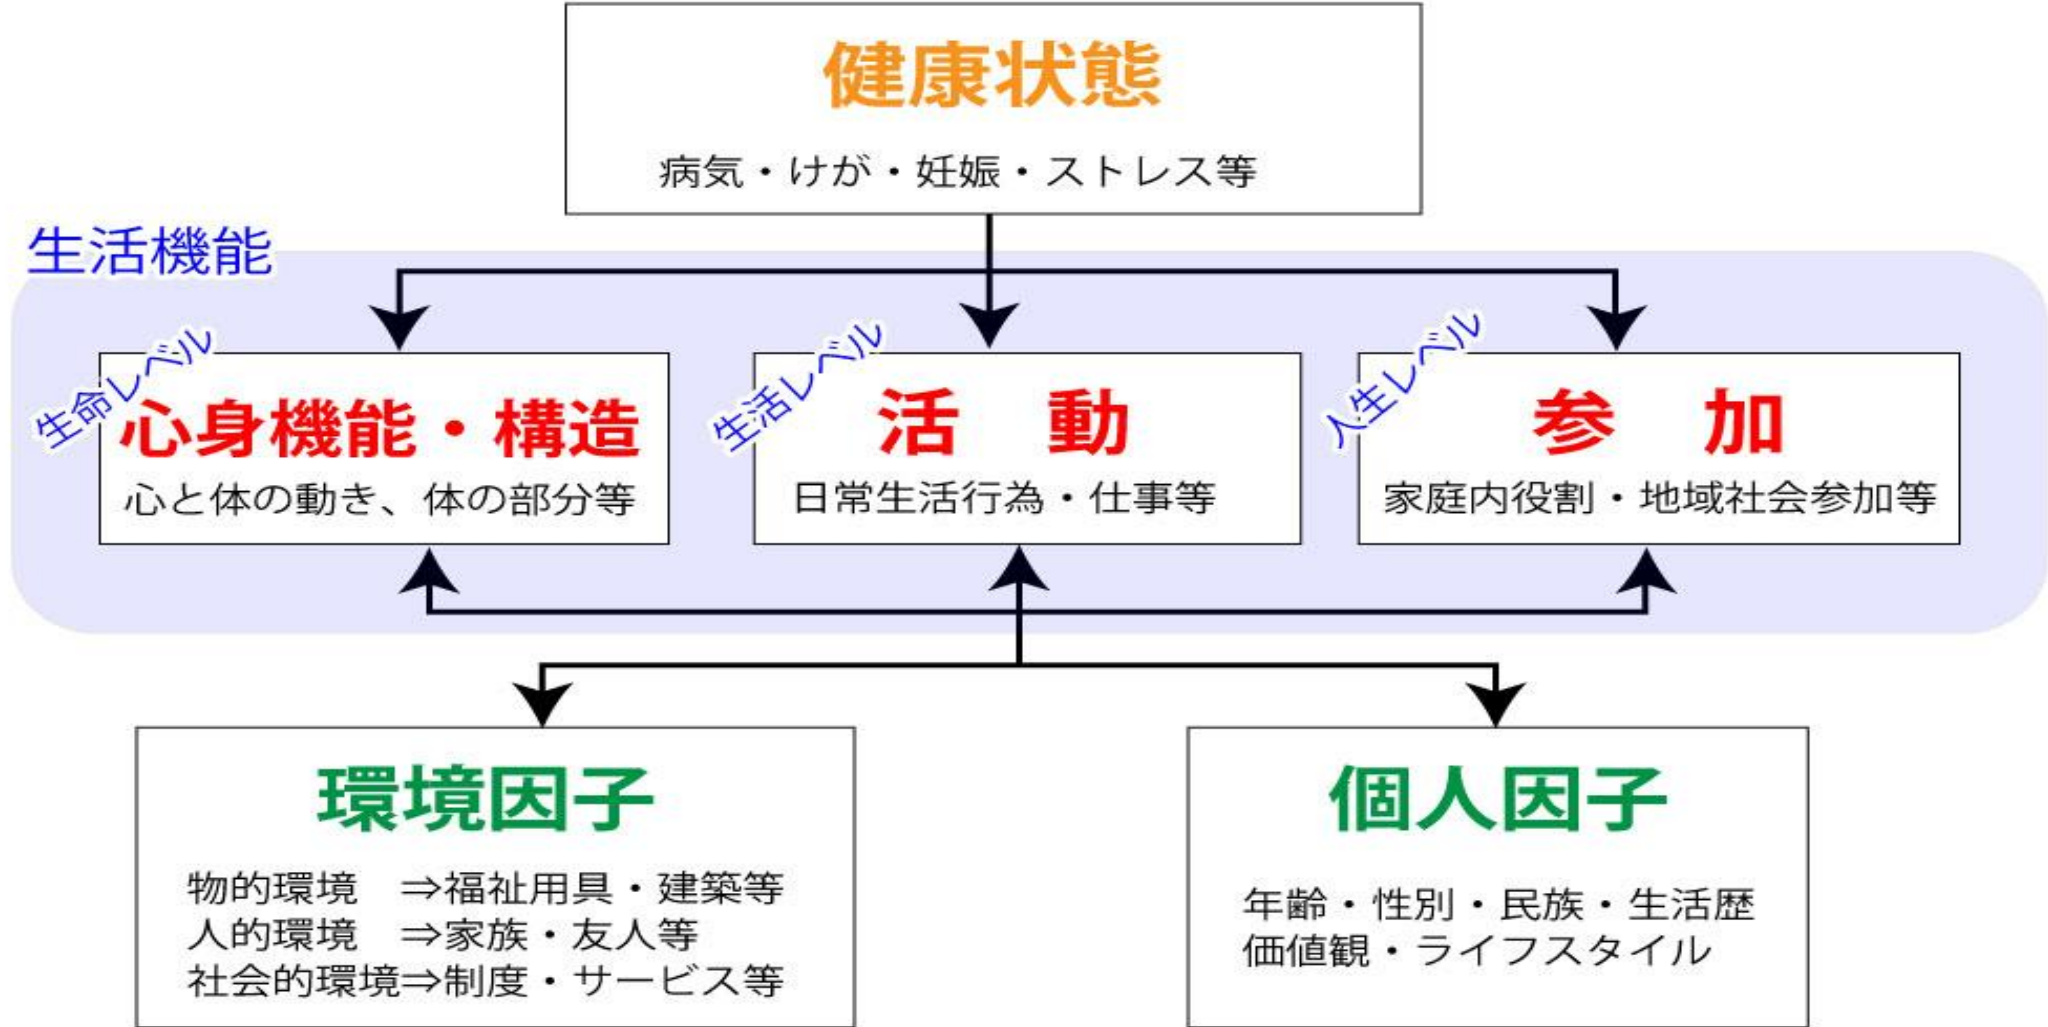 健康状態
病気・けが・妊娠・ストレス等
生活機能
生命レベル
心身機能・構造
心と体の動き、体の部分等
生活レベル
活　動
日常生活行為・仕事等
人生レベル
参　加
家庭内役割・地域社会参加等
環境因子
物的環境　⇒福祉用具・建築等
人的環境　⇒家族・友人等
社会的環境⇒制度・サービス等
個人因子
年齢・性別・民族・生活歴
価値観・ライフスタイル